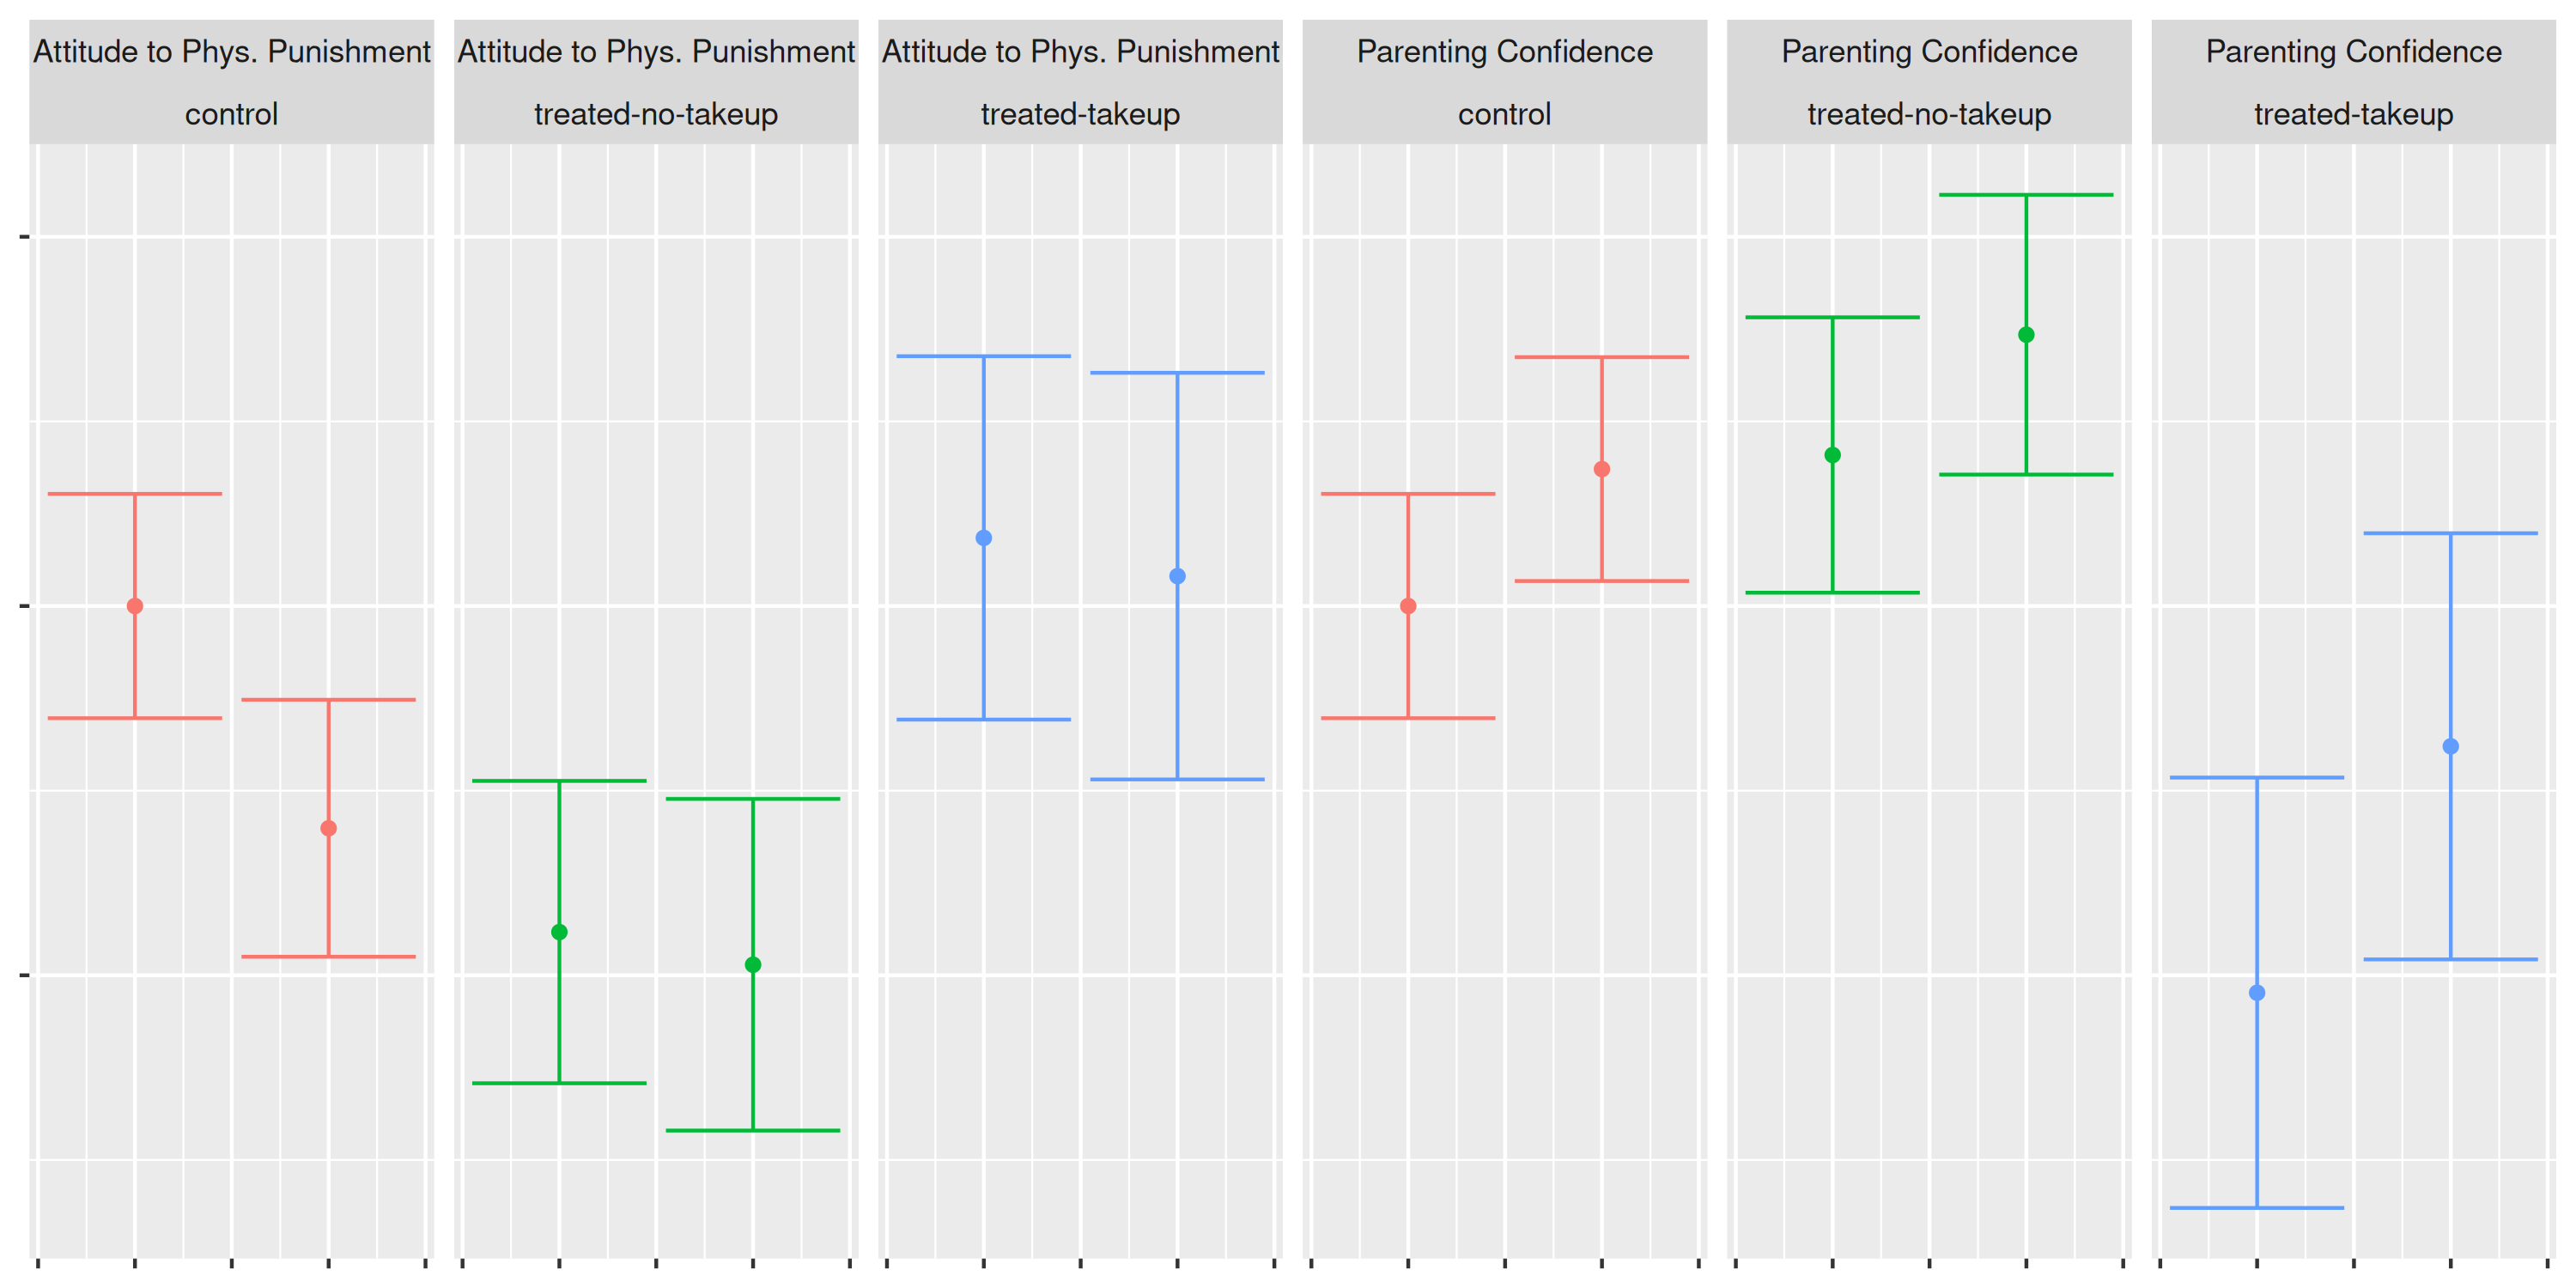 Attitude to Phys. Punishment
control
Attitude to Phys. Punishment
treated-no-takeup
Attitude to Phys. Punishment
treated-takeup
Parenting Confidence
control
Parenting Confidence
treated-no-takeup
Parenting Confidence
treated-takeup